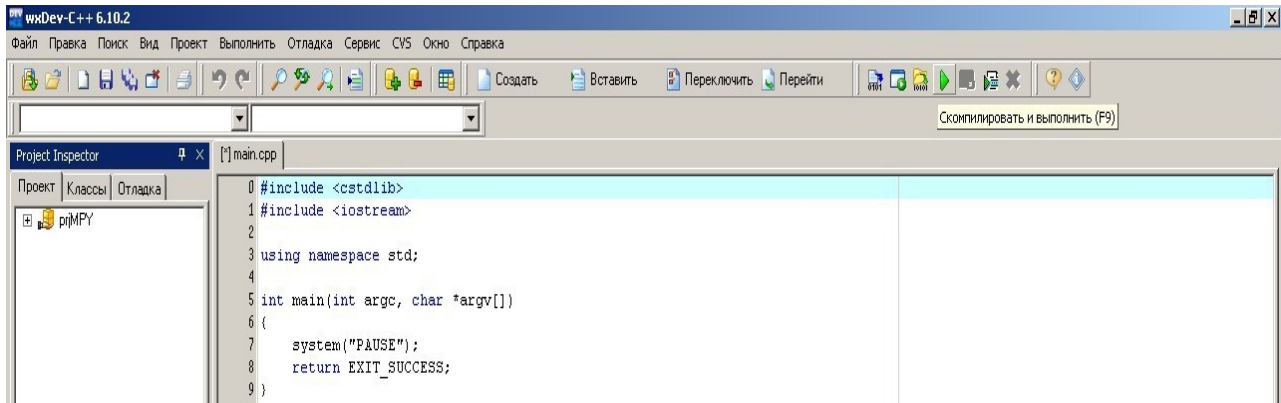 wxDev-C++ 6.10.2
Файл Правка Поиск Вид Проект Выполнить Отладка Сервис CVS Окно Справка
Создать Вставить Переключить Перейти
Скомпилировать и выполнить (F9)
Project Inspector
[*] main.cpp
Проект Классы Отладка
prjMPY
0 #include <cstdlib>
1 #include <iostream>
2
3 using namespace std;
4
5 int main(int argc, char *argv[])
6 {
7 system("PAUSE");
8 return EXIT_SUCCESS;
9 }